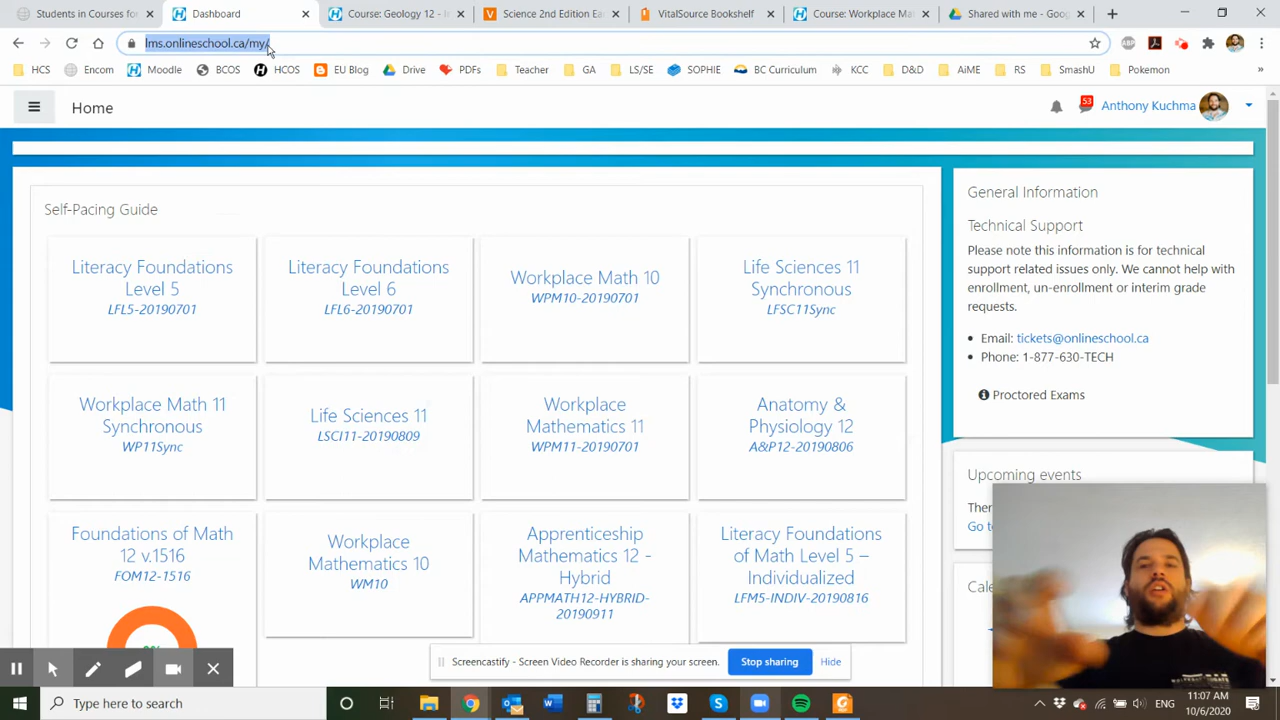 Students in Courses for
Dashboard
Course: Geology 12 - I
Science 2nd Edition Ea
VitalSource Bookshelf
Course: Workplace Mat
Shared with me - Goo
lms.onlineschool.ca/my/
HCS
Encom
Moodle
BCOS
HCOS
EU Blog
Drive
PDFs
Teacher
GA
LS/SE
SOPHIE
BC Curriculum
KCC
D&D
AiME
RS
SmashU
Pokemon
»
Home
53
Anthony Kuchma
Self-Pacing Guide
Literacy Foundations
Level 5
LFL5-20190701
Literacy Foundations
Level 6
LFL6-20190701
Workplace Math 10
WPM10-20190701
Life Sciences 11
Synchronous
LFSC11Sync
Workplace Math 11
Synchronous
WP11Sync
Life Sciences 11
LSCI11-20190809
Workplace
Mathematics 11
WPM11-20190701
Anatomy &
Physiology 12
A&P12-20190806
Foundations of Math
12 v.1516
FOM12-1516
Workplace
Mathematics 10
WM10
Apprenticeship
Mathematics 12 -
Hybrid
APPMATH12-HYBRID-
20190911
Literacy Foundations
of Math Level 5 –
Individualized
LFM5-INDIV-20190816
General Information
Technical Support
Please note this information is for technical
support related issues only. We cannot help with
enrollment, un-enrollment or interim grade
requests.
• Email: tickets@onlineschool.ca
• Phone: 1-877-630-TECH
Proctored Exams
Upcoming events
Ther
Go to
Cale
Screencastify - Screen Video Recorder is sharing your screen.
Stop sharing
Hide
Type here to search
ENG
11:07 AM
10/6/2020